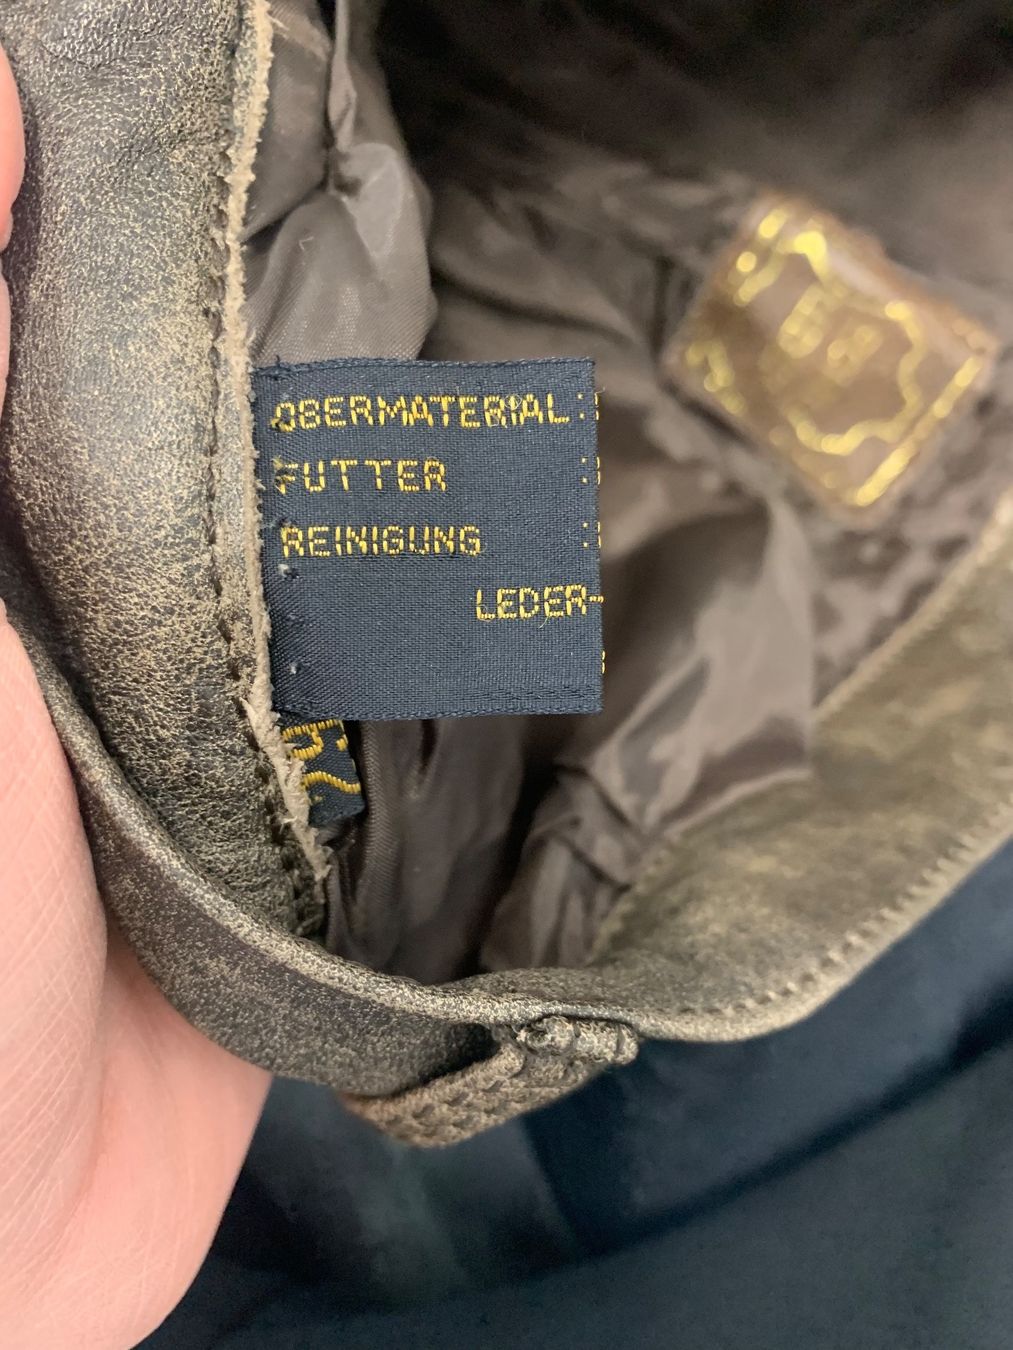 OBERMATERIAL:
FUTTER :
REINIGUNG :
LEDER-